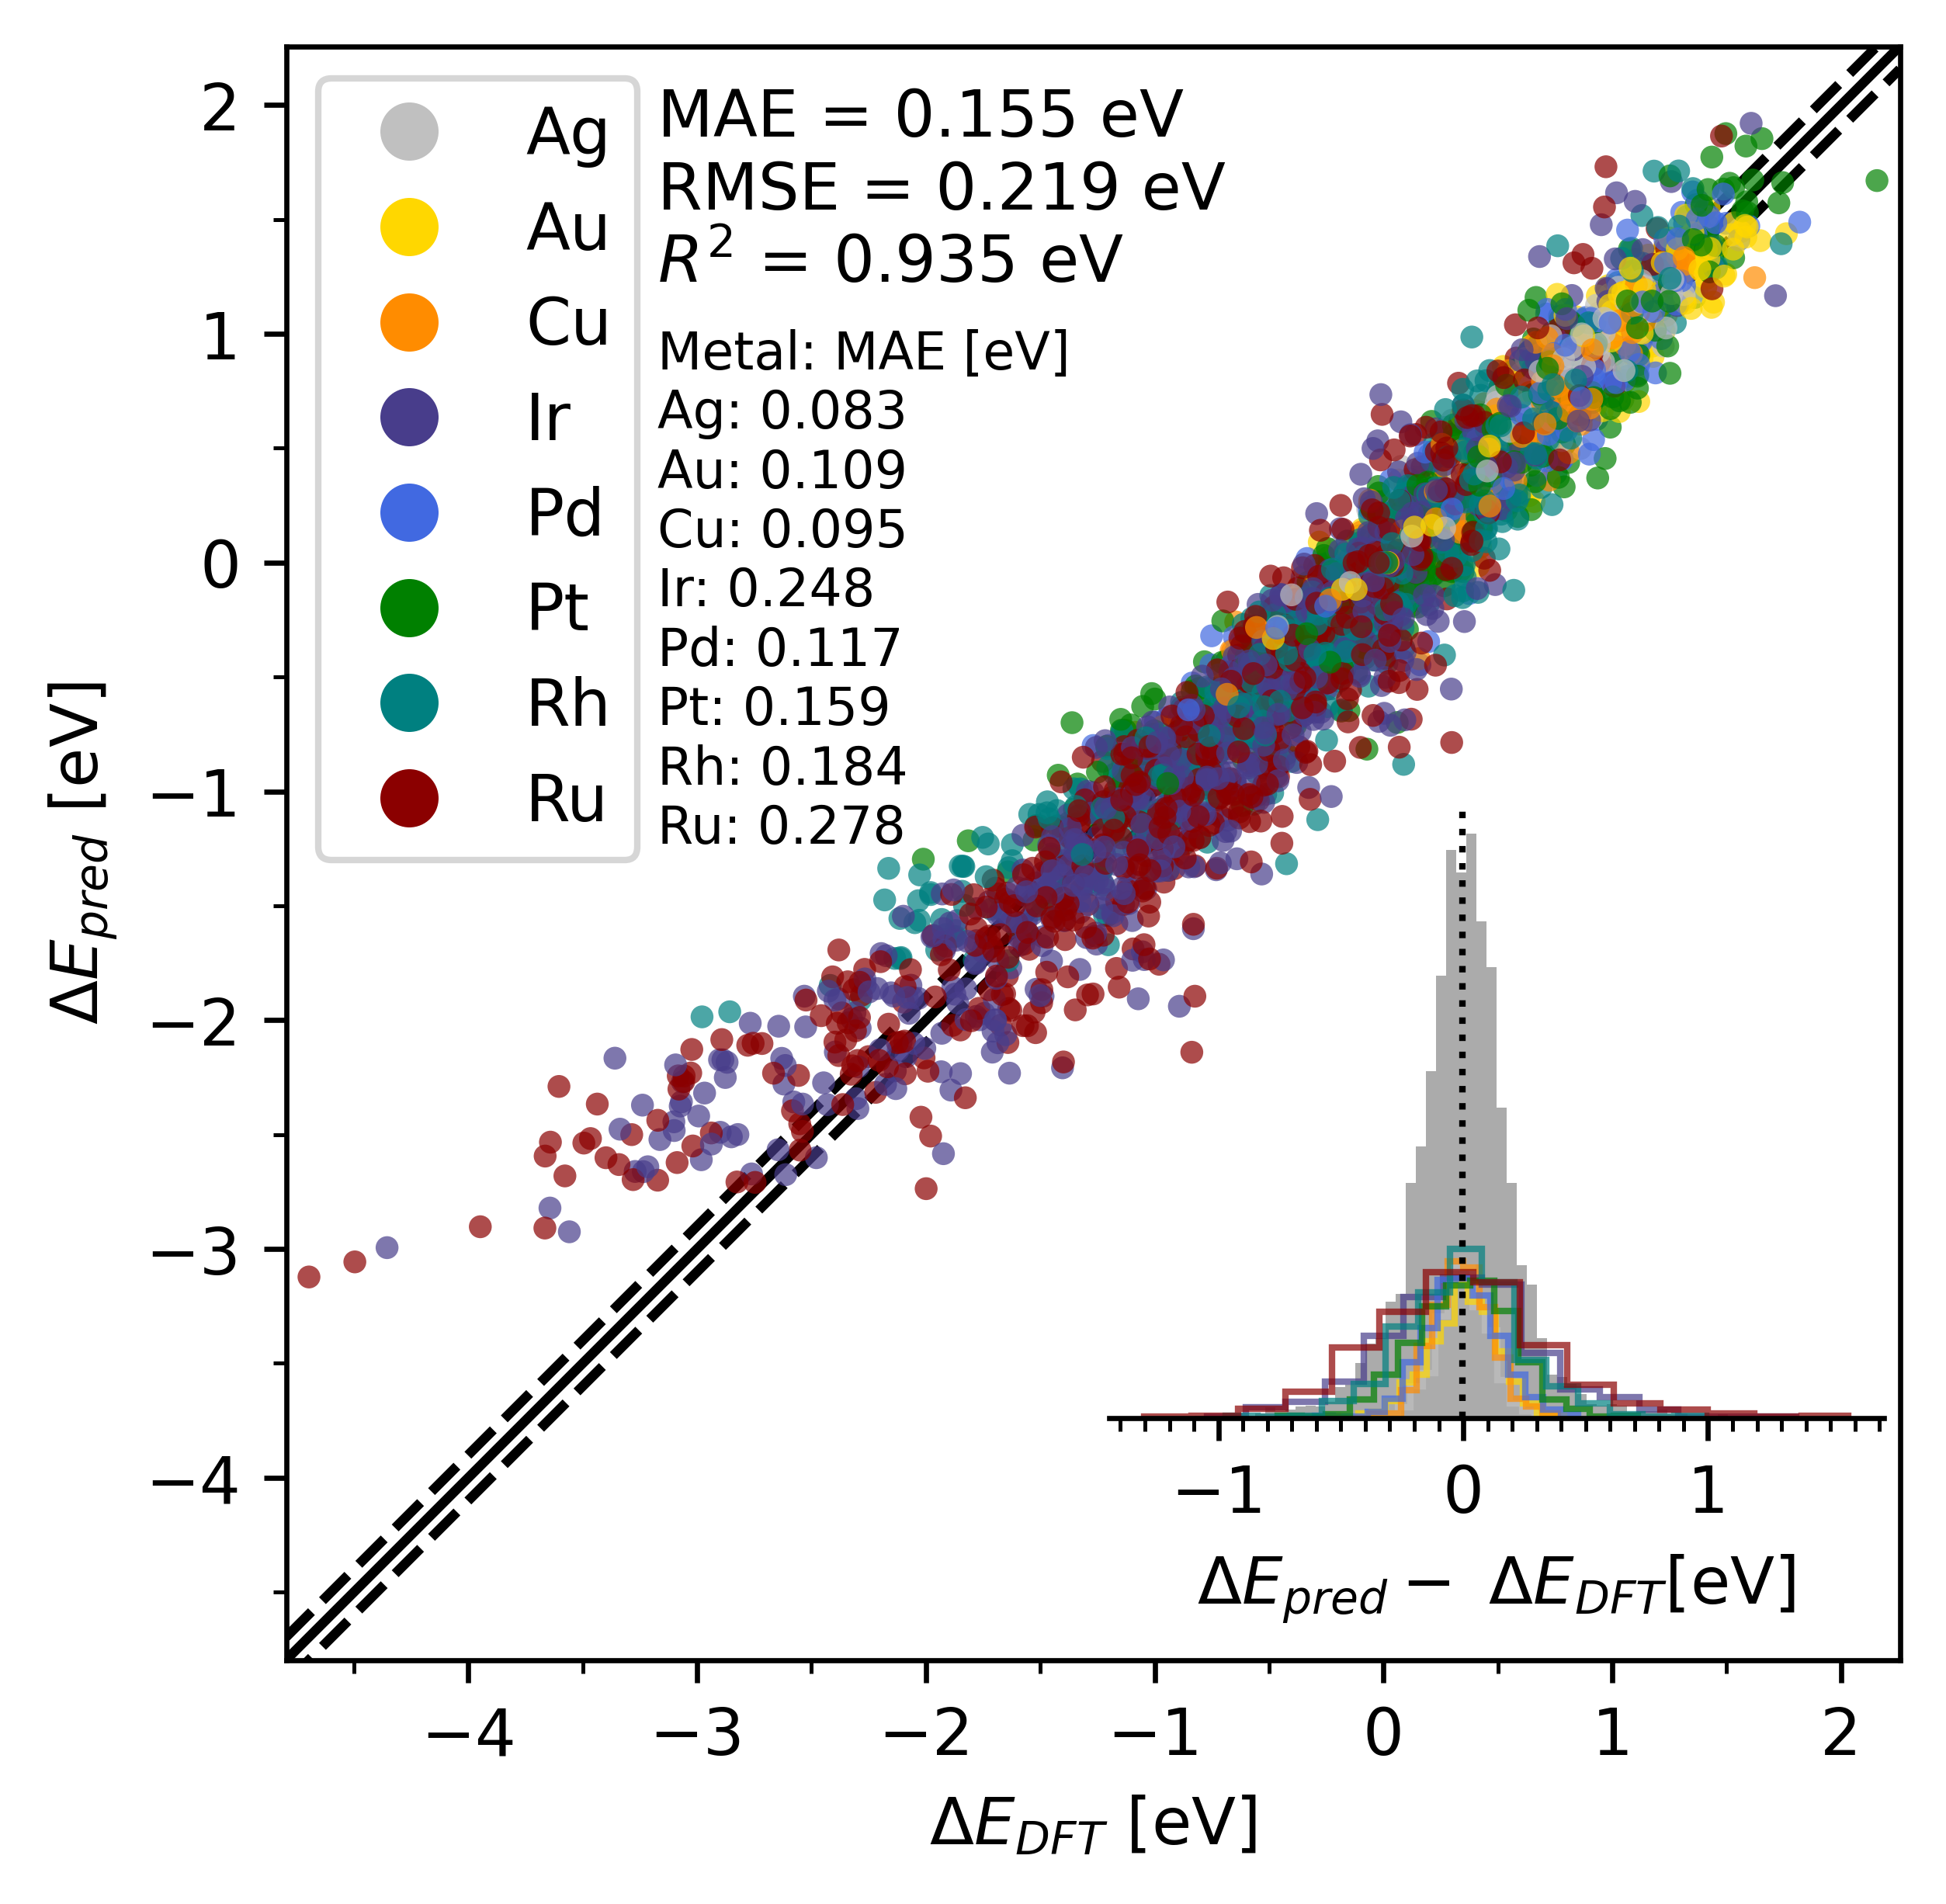 Ag
Au
Cu
Ir
Pd
Pt
Rh
Ru
MAE = 0.155 eV
RMSE = 0.219 eV
R² = 0.935 eV
Metal: MAE [eV]
Ag: 0.083
Au: 0.109
Cu: 0.095
Ir: 0.248
Pd: 0.117
Pt: 0.159
Rh: 0.184
Ru: 0.278
2
1
0
−1
−2
−3
−4
ΔE_pred [eV]
−1 0 1
ΔE_pred − ΔE_DFT[eV]
−4 −3 −2 −1 0 1 2
ΔE_DFT [eV]